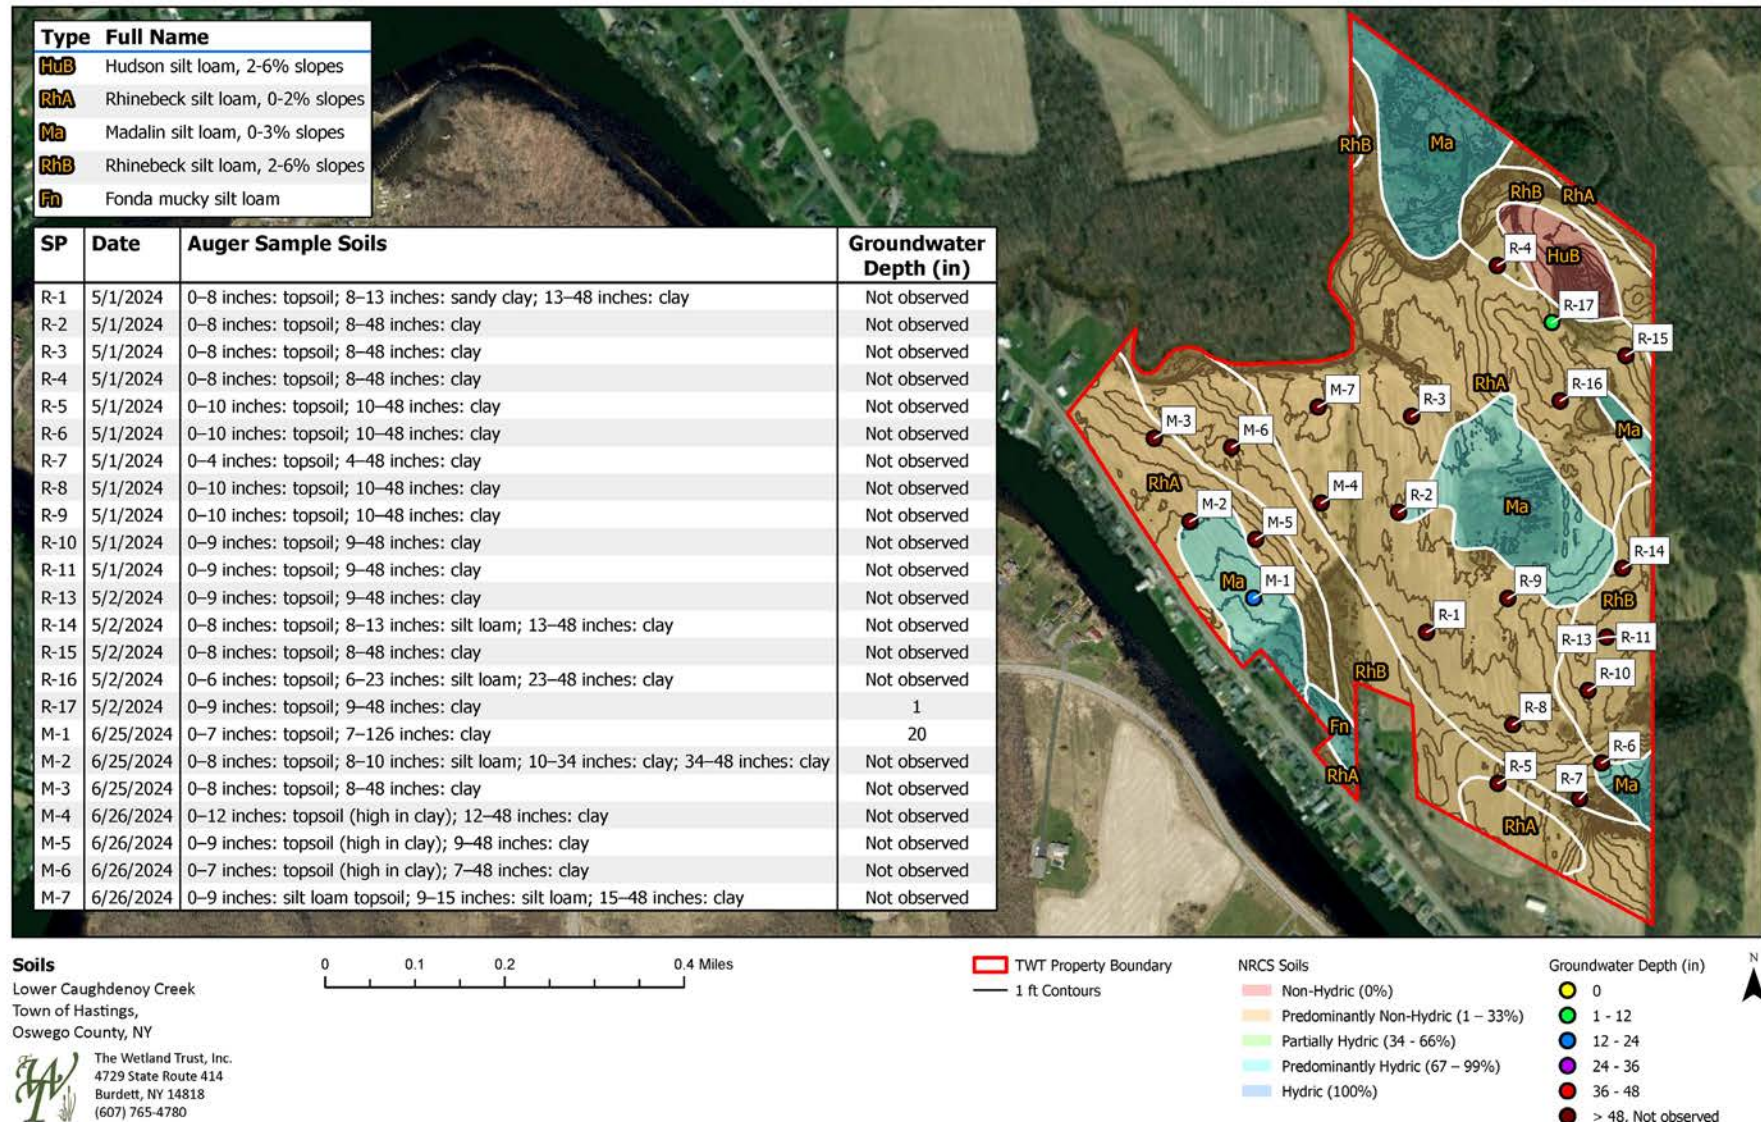 Type Full Name
HuB Hudson silt loam, 2-6% slopes
RhA Rhinebeck silt loam, 0-2% slopes
Ma Madalin silt loam, 0-3% slopes
RhB Rhinebeck silt loam, 2-6% slopes
Fn Fonda mucky silt loam
SP Date Auger Sample Soils Groundwater Depth (in)
R-1 5/1/2024 0–8 inches: topsoil; 8–13 inches: sandy clay; 13–48 inches: clay Not observed
R-2 5/1/2024 0–8 inches: topsoil; 8–48 inches: clay Not observed
R-3 5/1/2024 0–8 inches: topsoil; 8–48 inches: clay Not observed
R-4 5/1/2024 0–8 inches: topsoil; 8–48 inches: clay Not observed
R-5 5/1/2024 0–10 inches: topsoil; 10–48 inches: clay Not observed
R-6 5/1/2024 0–10 inches: topsoil; 10–48 inches: clay Not observed
R-7 5/1/2024 0–4 inches: topsoil; 4–48 inches: clay Not observed
R-8 5/1/2024 0–10 inches: topsoil; 10–48 inches: clay Not observed
R-9 5/1/2024 0–10 inches: topsoil; 10–48 inches: clay Not observed
R-10 5/1/2024 0–9 inches: topsoil; 9–48 inches: clay Not observed
R-11 5/1/2024 0–9 inches: topsoil; 9–48 inches: clay Not observed
R-13 5/2/2024 0–9 inches: topsoil; 9–48 inches: clay Not observed
R-14 5/2/2024 0–8 inches: topsoil; 8–13 inches: silt loam; 13–48 inches: clay Not observed
R-15 5/2/2024 0–8 inches: topsoil; 8–48 inches: clay Not observed
R-16 5/2/2024 0–6 inches: topsoil; 6–23 inches: silt loam; 23–48 inches: clay Not observed
R-17 5/2/2024 0–9 inches: topsoil; 9–48 inches: clay 1
M-1 6/25/2024 0–7 inches: topsoil; 7–126 inches: clay 20
M-2 6/25/2024 0–8 inches: topsoil; 8–10 inches: silt loam; 10–34 inches: clay; 34–48 inches: clay Not observed
M-3 6/25/2024 0–8 inches: topsoil; 8–48 inches: clay Not observed
M-4 6/26/2024 0–12 inches: topsoil (high in clay); 12–48 inches: clay Not observed
M-5 6/26/2024 0–9 inches: topsoil (high in clay); 9–48 inches: clay Not observed
M-6 6/26/2024 0–7 inches: topsoil (high in clay); 7–48 inches: clay Not observed
M-7 6/26/2024 0–9 inches: silt loam topsoil; 9–15 inches: silt loam; 15–48 inches: clay Not observed
RhB
Ma
RhB
RhA
R-4
HuB
R-17
R-15
RhA
R-16
M-7
R-3
M-3
M-6
Ma
RhA
M-4
R-2
M-2
Ma
M-5
R-14
Ma
M-1
R-9
RhB
R-1
R-13
R-11
RhB
R-10
R-8
Fn
R-6
R-5
RhA
R-7
Ma
RhA
Soils
Lower Caughdenoy Creek
Town of Hastings,
Oswego County, NY
The Wetland Trust, Inc.
4729 State Route 414
Burdett, NY 14818
(607) 765-4780
TWT
0 0.1 0.2 0.4 Miles
TWT Property Boundary
1 ft Contours
NRCS Soils
Non-Hydric (0%)
Predominantly Non-Hydric (1 – 33%)
Partially Hydric (34 - 66%)
Predominantly Hydric (67 – 99%)
Hydric (100%)
Groundwater Depth (in)
0
1 - 12
12 - 24
24 - 36
36 - 48
> 48, Not observed
N